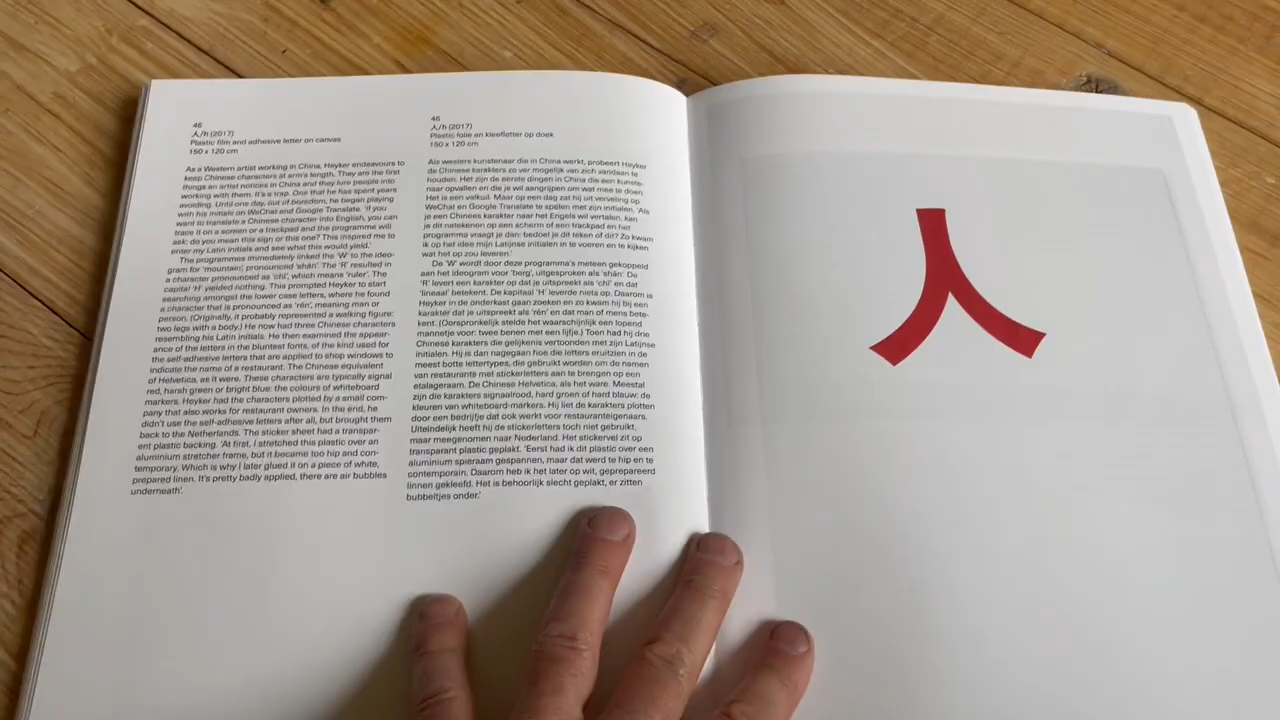 46
人/h (2017)
Plastic film and adhesive letter on canvas
150 x 120 cm
As a Western artist working in China, Heyker endeavours to
keep Chinese characters at arm's length. They are the first
things an artist notices in China and they lure people into
working with them. It's a trap. One that he has spent years
avoiding. Until one day, out of boredom, he began playing
with his initials on WeChat and Google Translate. 'If you
want to translate a Chinese character into English, you can
trace it on a screen or a trackpad and the programme will
ask: do you mean this sign or this one? This inspired me to
enter my Latin initials and see what this would yield.'
The programmes immediately linked the 'W' to the ideo-
gram for 'mountain', pronounced 'shān'. The 'R' resulted in
a character pronounced as 'chǐ', which means 'ruler'. The
capital 'H' yielded nothing. This prompted Heyker to start
searching amongst the lower case letters, where he found
a character that is pronounced as 'rén', meaning man or
person. (Originally, it probably represented a walking figure:
two legs with a body.) He now had three Chinese characters
resembling his Latin initials. He then examined the appear-
ance of the letters in the bluntest fonts, of the kind used for
the self-adhesive letters that are applied to shop windows to
indicate the name of a restaurant. The Chinese equivalent
of Helvetica, as it were. These characters are typically signal
red, harsh green or bright blue: the colours of whiteboard
markers. Heyker had the characters plotted by a small com-
pany that also works for restaurant owners. In the end, he
didn't use the self-adhesive letters after all, but brought them
back to the Netherlands. The sticker sheet had a transpar-
ent plastic backing. 'At first, I stretched this plastic over an
aluminium stretcher frame, but it became too hip and con-
temporary. Which is why I later glued it on a piece of white,
prepared linen. It's pretty badly applied, there are air bubbles
underneath'.
46
人/h (2017)
Plastic folie en kleefletter op doek
150 x 120 cm
Als westers kunstenaar die in China werkt, probeert Heyker
de Chinese karakters zo ver mogelijk van zich vandaan te
houden. Het zijn de eerste dingen in China die een kunste-
naar opvallen en die je wil aangrijpen om wat mee te doen.
Het is een valkuil. Maar op een dag zat hij uit verveling op
WeChat en Google Translate te spelen met zijn initialen. 'Als
je een Chinees karakter naar het Engels wil vertalen, kan
je dit natekenen op een scherm of een trackpad en het
programma vraagt je dan: bedoel je dit teken of dit? Zo kwam
ik op het idee mijn Latijnse initialen in te voeren en te kijken
wat het op zou leveren.'
De 'W' wordt door deze programma's meteen gekoppeld
aan het ideogram voor 'berg', uitgesproken als 'shān'. De
'R' levert een karakter op dat je uitspreekt als 'chǐ' en dat
'lineaal' betekent. De kapitaal 'H' leverde niets op. Daarom is
Heyker in de onderkast gaan zoeken en zo kwam hij bij een
karakter dat je uitspreekt als 'rén' en dat man of mens bete-
kent. (Oorspronkelijk stelde het waarschijnlijk een lopend
mannetje voor: twee benen met een lijfje.) Toen had hij drie
Chinese karakters die gelijkenis vertoonden met zijn Latijnse
initialen. Hij is dan nagegaan hoe die letters eruitzien in de
meest botte lettertypes, die gebruikt worden om de namen
van restaurants met stickerletters aan te brengen op een
etalageraam. De Chinese Helvetica, als het ware. Meestal
zijn die karakters signaalrood, hard groen of hard blauw: de
kleuren van whiteboard-markers. Hij liet de karakters plotten
door een bedrijfje dat ook werkt voor restauranteigenaars.
Uiteindelijk heeft hij de stickerletters toch niet gebruikt,
maar meegenomen naar Nederland. Het stickervel zit op
transparant plastic geplakt. 'Eerst had ik dit plastic over een
aluminium spieraam gespannen, maar dat werd te hip en te
contemporain. Daarom heb ik het later op wit, geprepareerd
linnen gekleefd. Het is behoorlijk slecht geplakt, er zitten
bubbeltjes onder.'
人